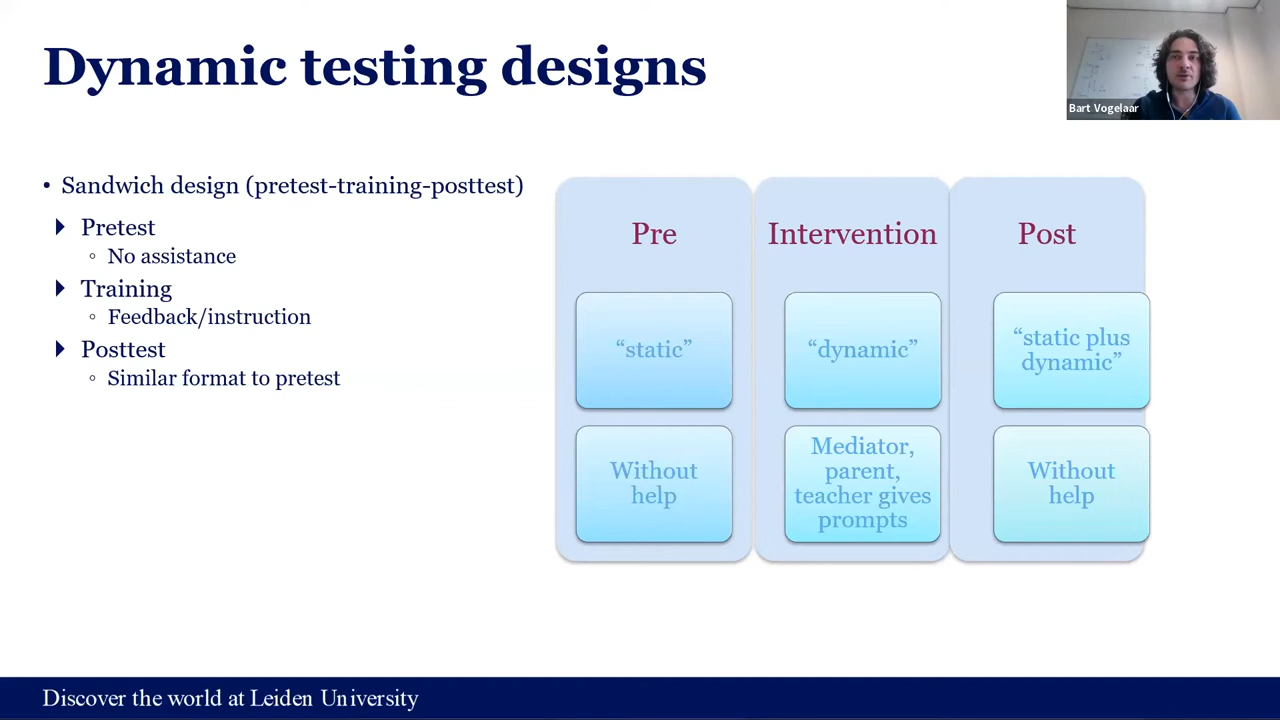 Dynamic testing designs
Bart Vogelaar
• Sandwich design (pretest-training-posttest)
Pretest
◦ No assistance
Training
◦ Feedback/instruction
Posttest
◦ Similar format to pretest
Pre
“static”
Without
help
Intervention
“dynamic”
Mediator,
parent,
teacher gives
prompts
Post
“static plus
dynamic”
Without
help
Discover the world at Leiden University